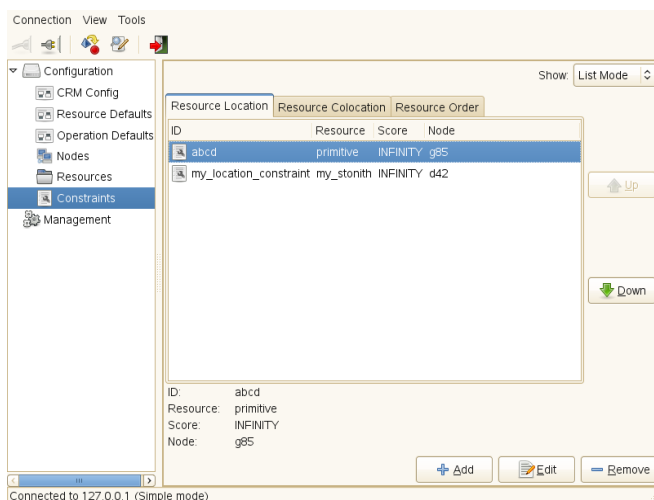 Connection View Tools
Configuration
CRM Config
Resource Defaults
Operation Defaults
Nodes
Resources
Constraints
Management
Show: List Mode
Resource Location Resource Colocation Resource Order
ID Resource Score Node
abcd primitive INFINITY g85
my_location_constraint my_stonith INFINITY d42
Up
Down
ID: abcd
Resource: primitive
Score: INFINITY
Node: g85
Add Edit Remove
Connected to 127.0.0.1 (Simple mode)